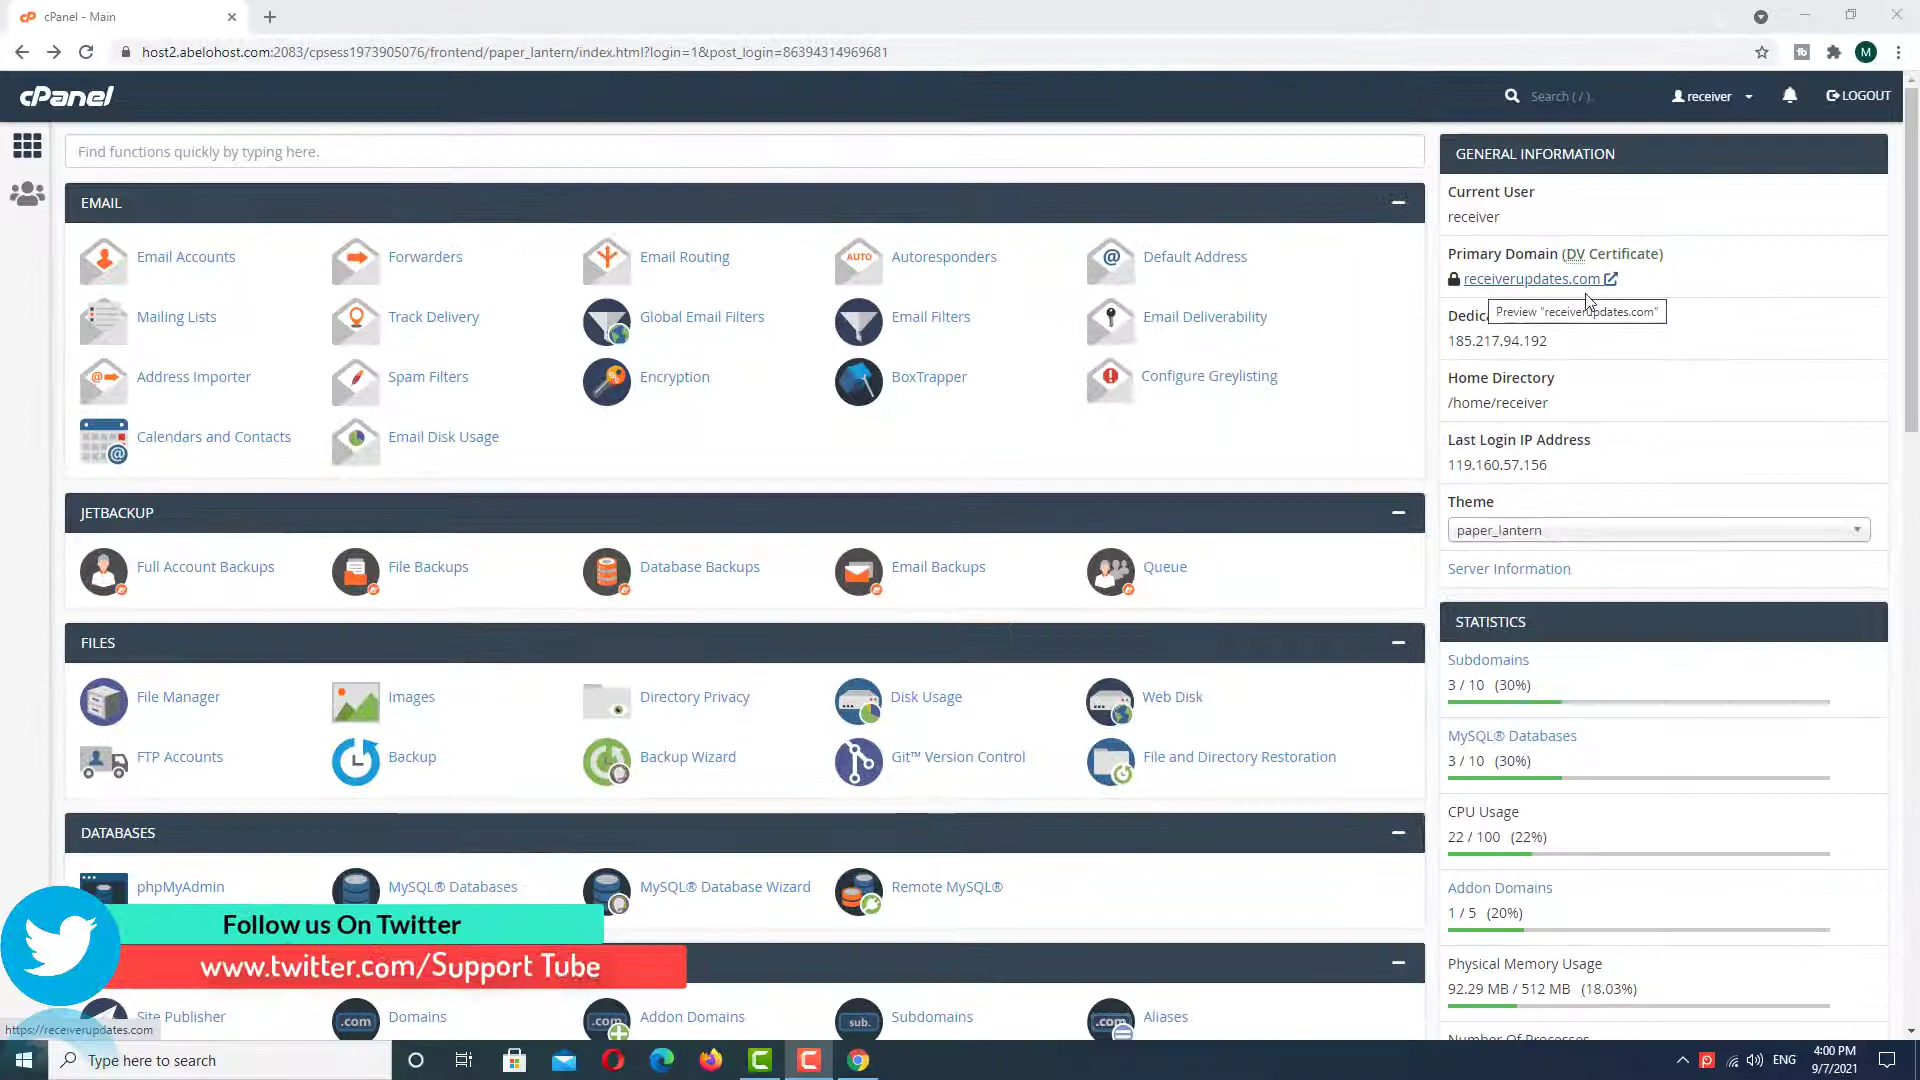 cPanel - Main
host2.abelohost.com:2083/cpsess1973905076/frontend/paper_lantern/index.html?login=1&post_login=86394314969681
M
cPanel
Search ( / )
receiver
LOGOUT
Find functions quickly by typing here.
EMAIL
Email Accounts
Forwarders
Email Routing
AUTO
Autoresponders
Default Address
Mailing Lists
Track Delivery
Global Email Filters
Email Filters
Email Deliverability
Address Importer
Spam Filters
Encryption
BoxTrapper
Configure Greylisting
Calendars and Contacts
Email Disk Usage
JETBACKUP
Full Account Backups
File Backups
Database Backups
Email Backups
Queue
FILES
File Manager
Images
Directory Privacy
Disk Usage
Web Disk
FTP Accounts
Backup
Backup Wizard
Git™ Version Control
File and Directory Restoration
DATABASES
phpMyAdmin
MySQL® Databases
MySQL® Database Wizard
Remote MySQL®
Site Publisher
.com
Domains
.com
Addon Domains
sub.
Subdomains
.com
Aliases
GENERAL INFORMATION
Current User
receiver
Primary Domain (DV Certificate)
receiverupdates.com
Preview "receiverupdates.com"
185.217.94.192
Home Directory
/home/receiver
Last Login IP Address
119.160.57.156
Theme
paper_lantern
Server Information
STATISTICS
Subdomains
3 / 10 (30%)
MySQL® Databases
3 / 10 (30%)
CPU Usage
22 / 100 (22%)
Addon Domains
1 / 5 (20%)
Physical Memory Usage
92.29 MB / 512 MB (18.03%)
Number Of Processes
Follow us On Twitter
www.twitter.com/Support Tube
https://receiverupdates.com
Type here to search
ENG
4:00 PM
9/7/2021